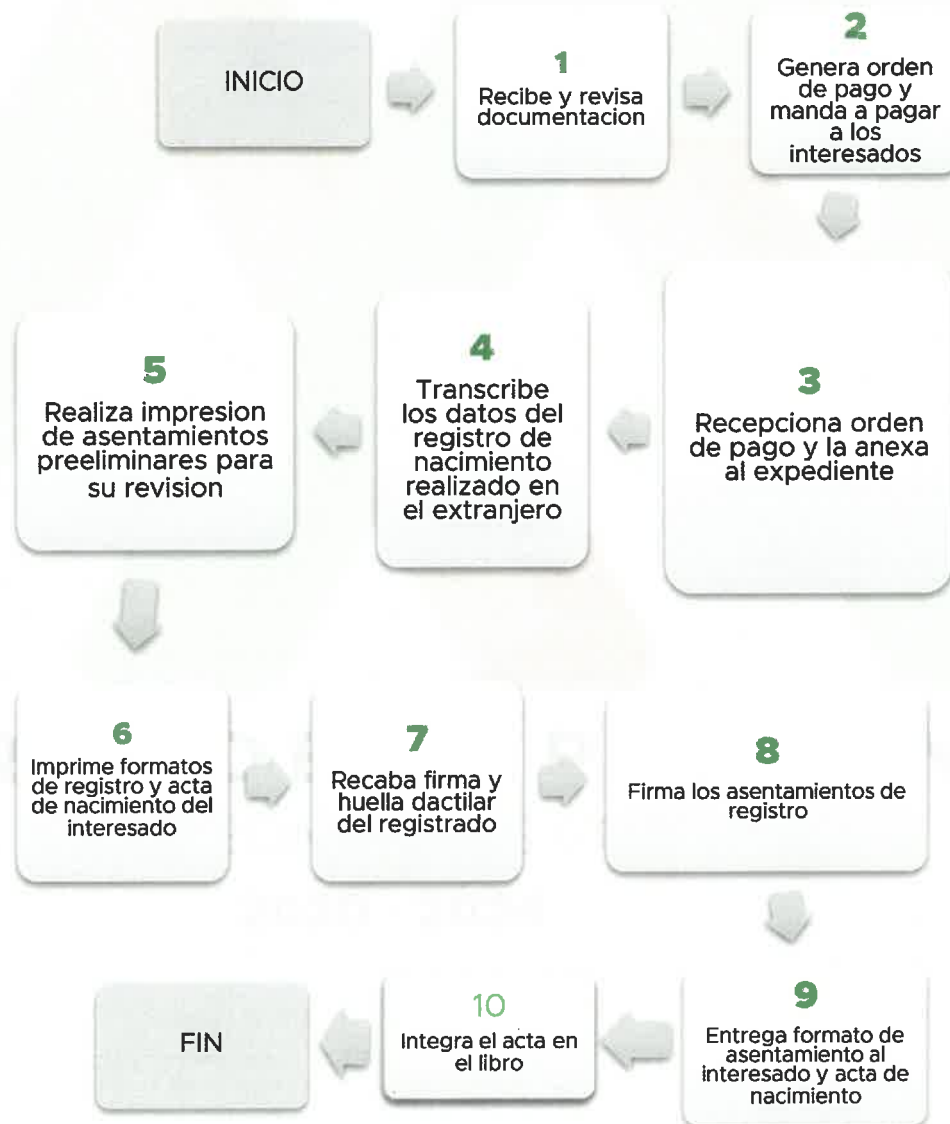 INICIO
1
Recibe y revisa
documentacion
2
Genera orden
de pago y
manda a pagar
a los
interesados
3
Recepciona orden
de pago y la anexa
al expediente
4
Transcribe
los datos del
registro de
nacimiento
realizado en
el extranjero
5
Realiza impresion
de asentamientos
preeliminares para
su revision
6
Imprime formatos
de registro y acta
de nacimiento del
interesado
7
Recaba firma y
huella dactilar
del registrado
8
Firma los asentamientos de
registro
9
Entrega formato de
asentamiento al
interesado y acta de
nacimiento
10
Integra el acta en
el libro
FIN